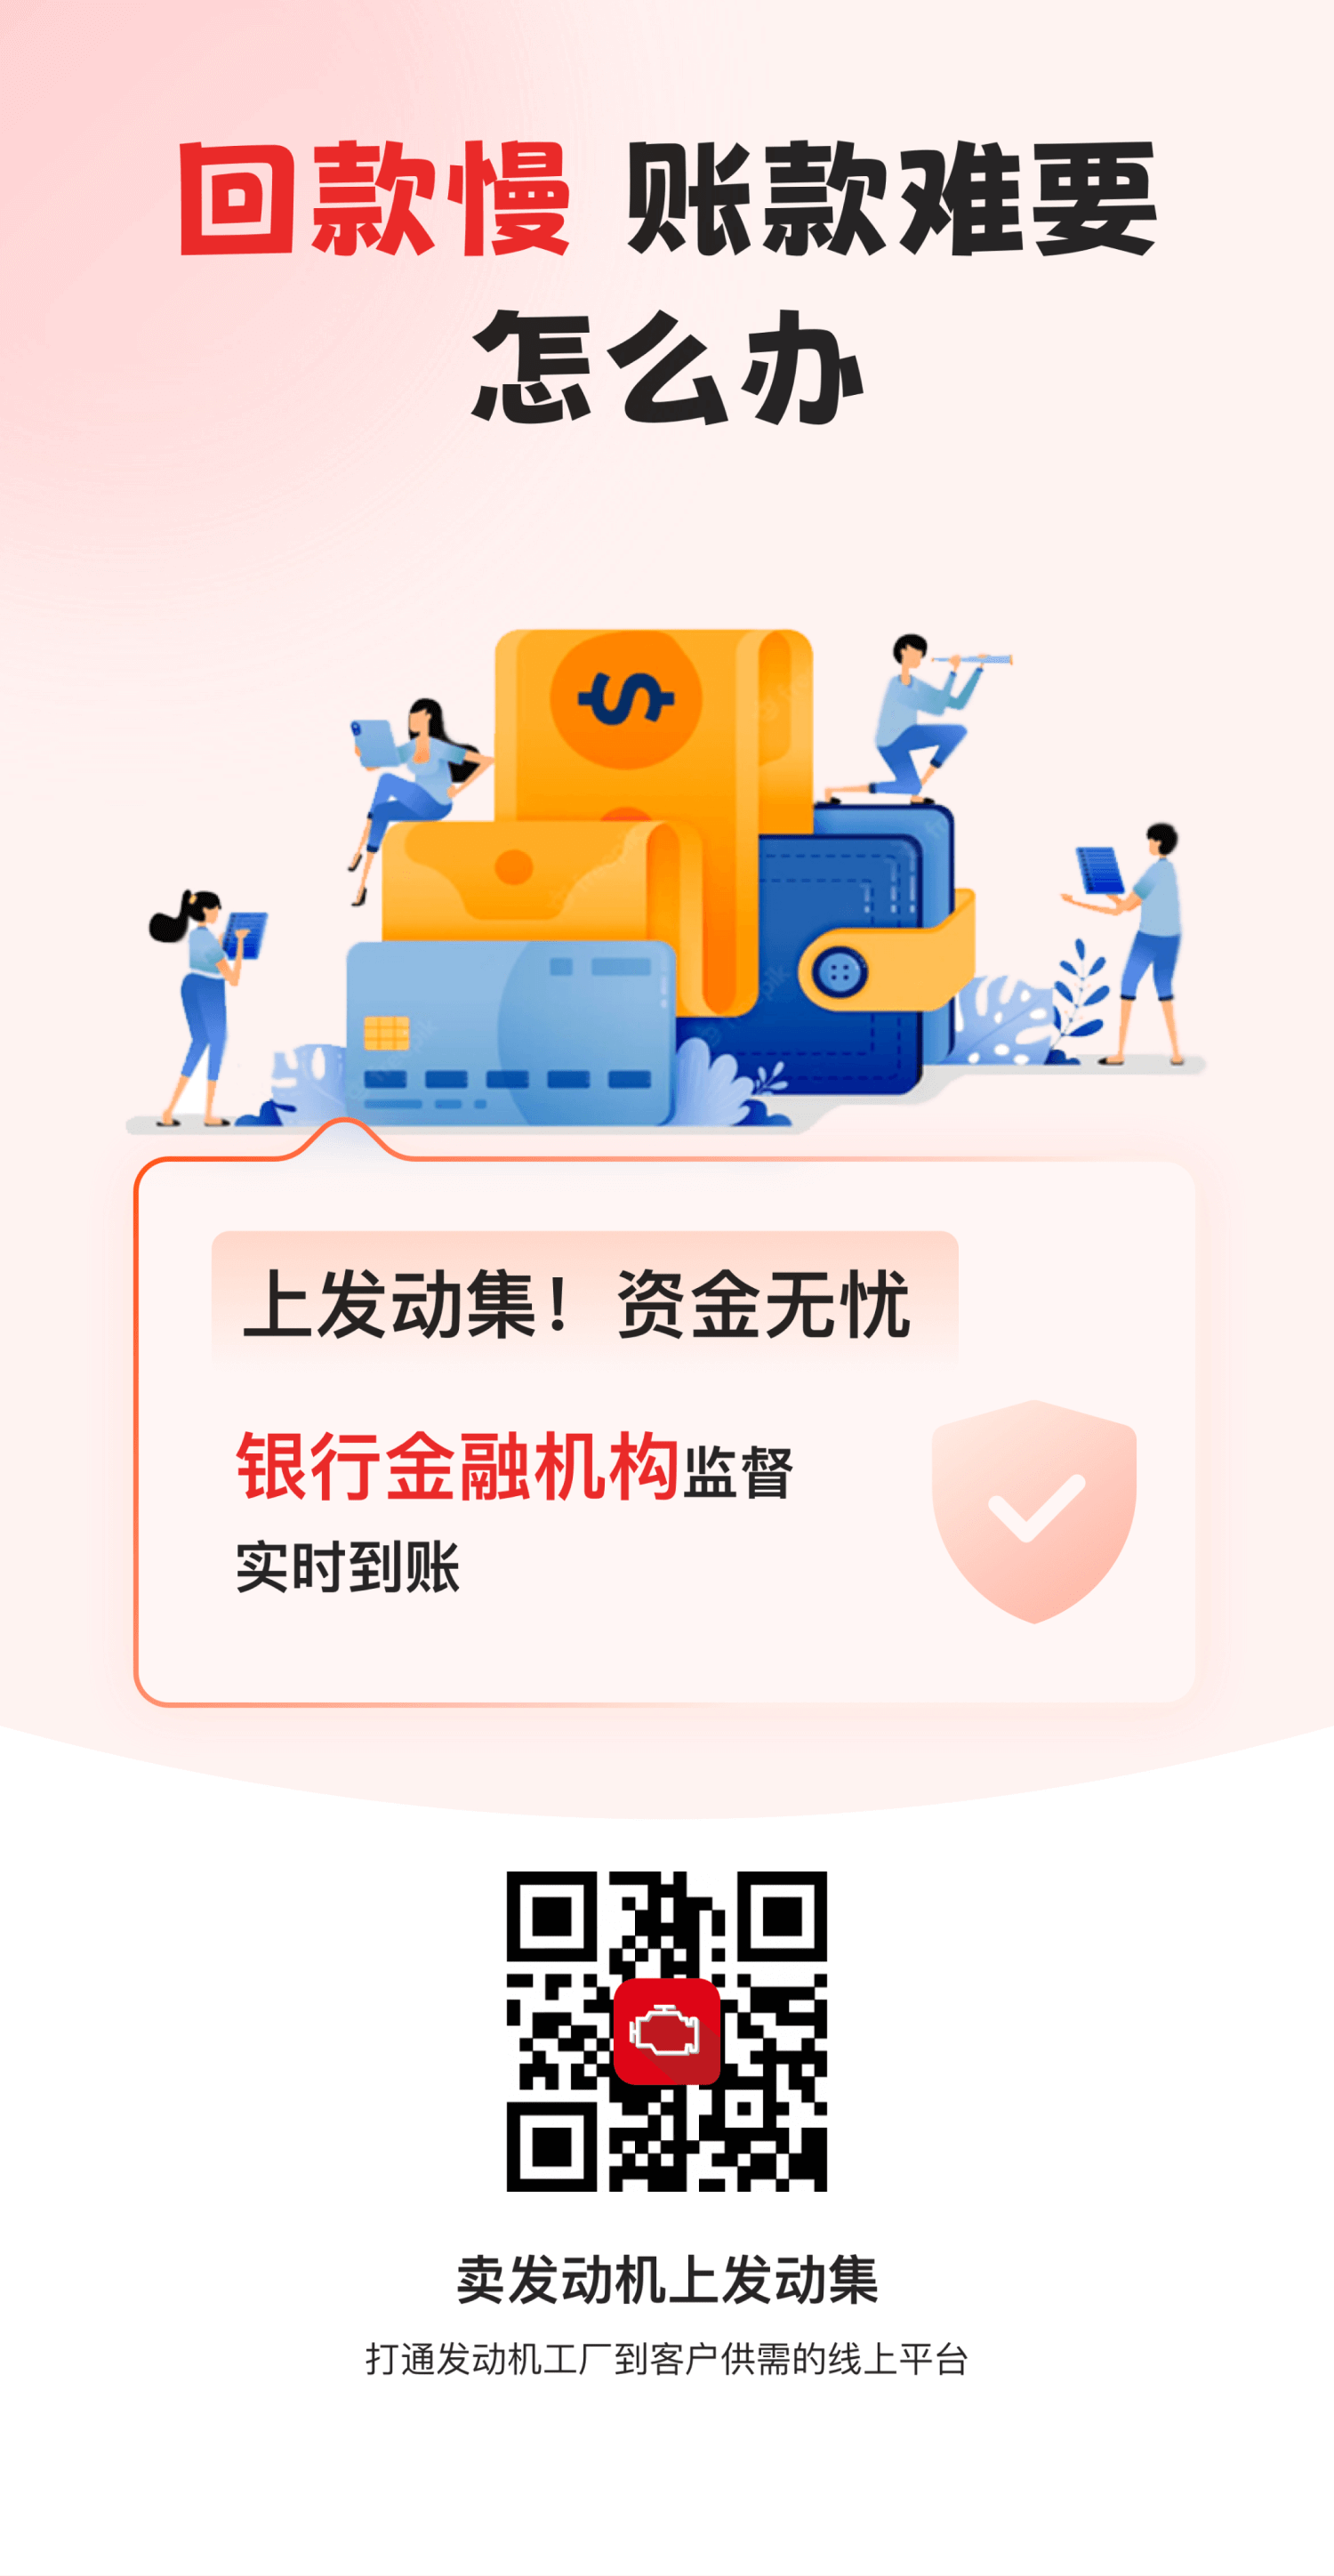 回款慢 账款难要
怎么办
上发动集！资金无忧
银行金融机构监督
实时到账
卖发动机上发动集
打通发动机工厂到客户供需的线上平台